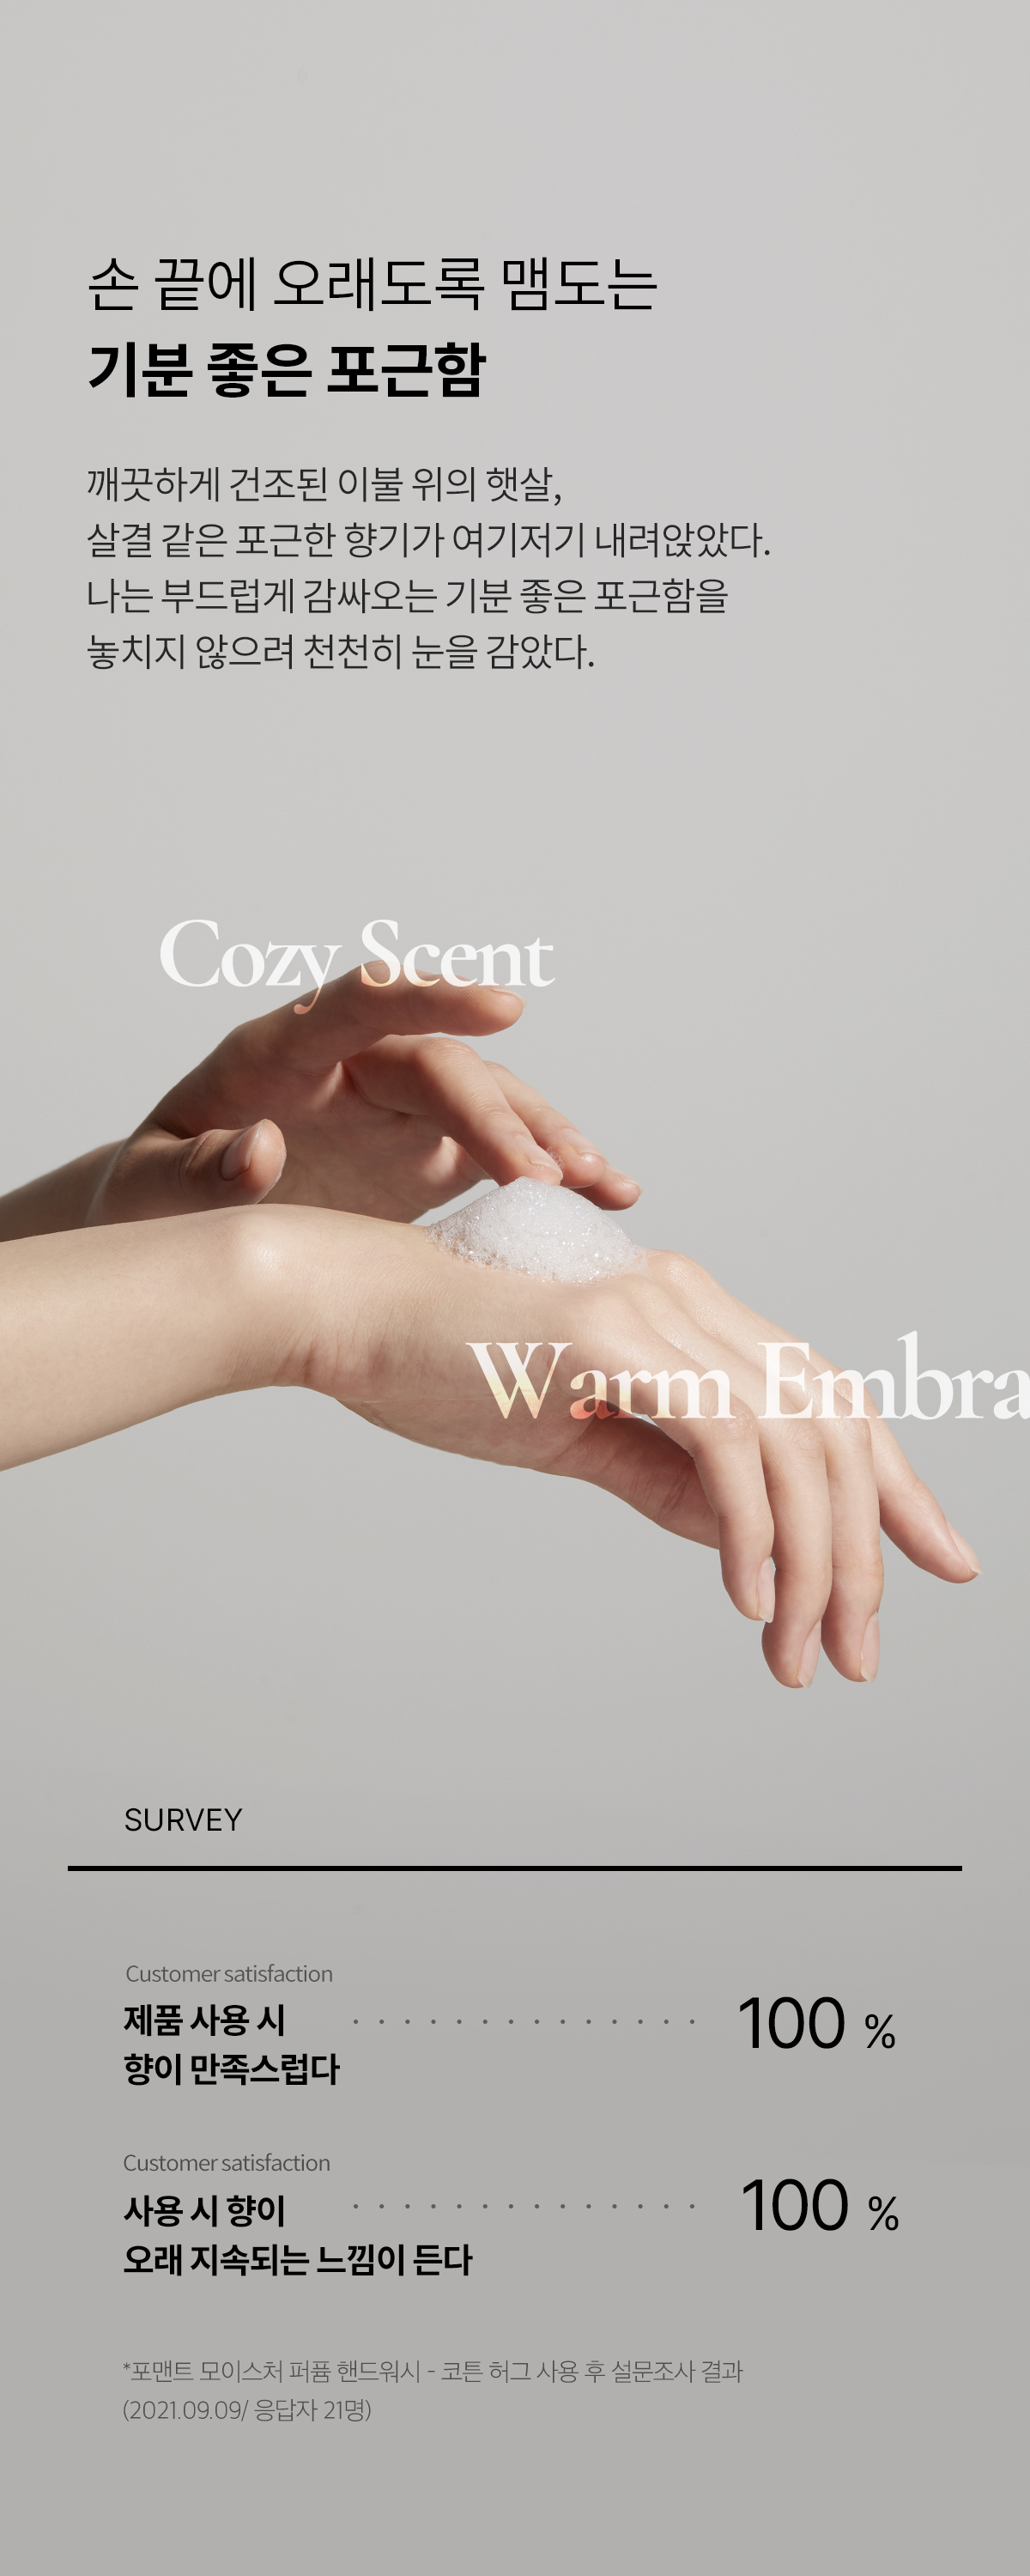 손 끝에 오래도록 맴도는
기분 좋은 포근함
깨끗하게 건조된 이불 위의 햇살,
살결 같은 포근한 향기가 여기저기 내려앉았다.
나는 부드럽게 감싸오는 기분 좋은 포근함을
놓치지 않으려 천천히 눈을 감았다.
Cozy Scent
Warm Embra
SURVEY
Customer satisfaction
제품 사용 시
향이 만족스럽다
100 %
Customer satisfaction
사용 시 향이
오래 지속되는 느낌이 든다
100 %
*포맨트 모이스처 퍼퓸 핸드워시 - 코튼 허그 사용 후 설문조사 결과
(2021.09.09/ 응답자 21명)